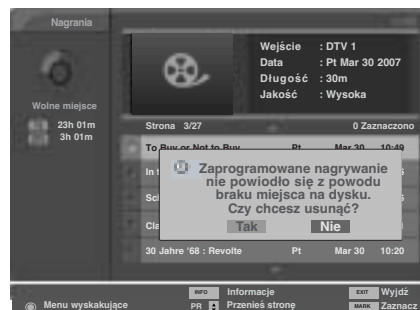 Nagrania
Wejście : DTV 1
Data : Pt Mar 30 2007
Długość : 30m
Jakość : Wysoka
Wolne miejsce
23h 01m
3h 01m
Strona 3/27 0 Zaznaczono
To Buy or Not to Buy Pt Mar 30 10:49
Zaprogramowane nagrywanie
nie powiodło się z powodu
braku miejsca na dysku.
Czy chcesz usunąć?
Tak Nie
In
Sch
Cla
30 Jahre '68 : Revolte Pt Mar 30 10:20
INFO Informacje EXIT Wyjdź
Menu wyskakujące PR Przenieś stronę MARK Zaznacz